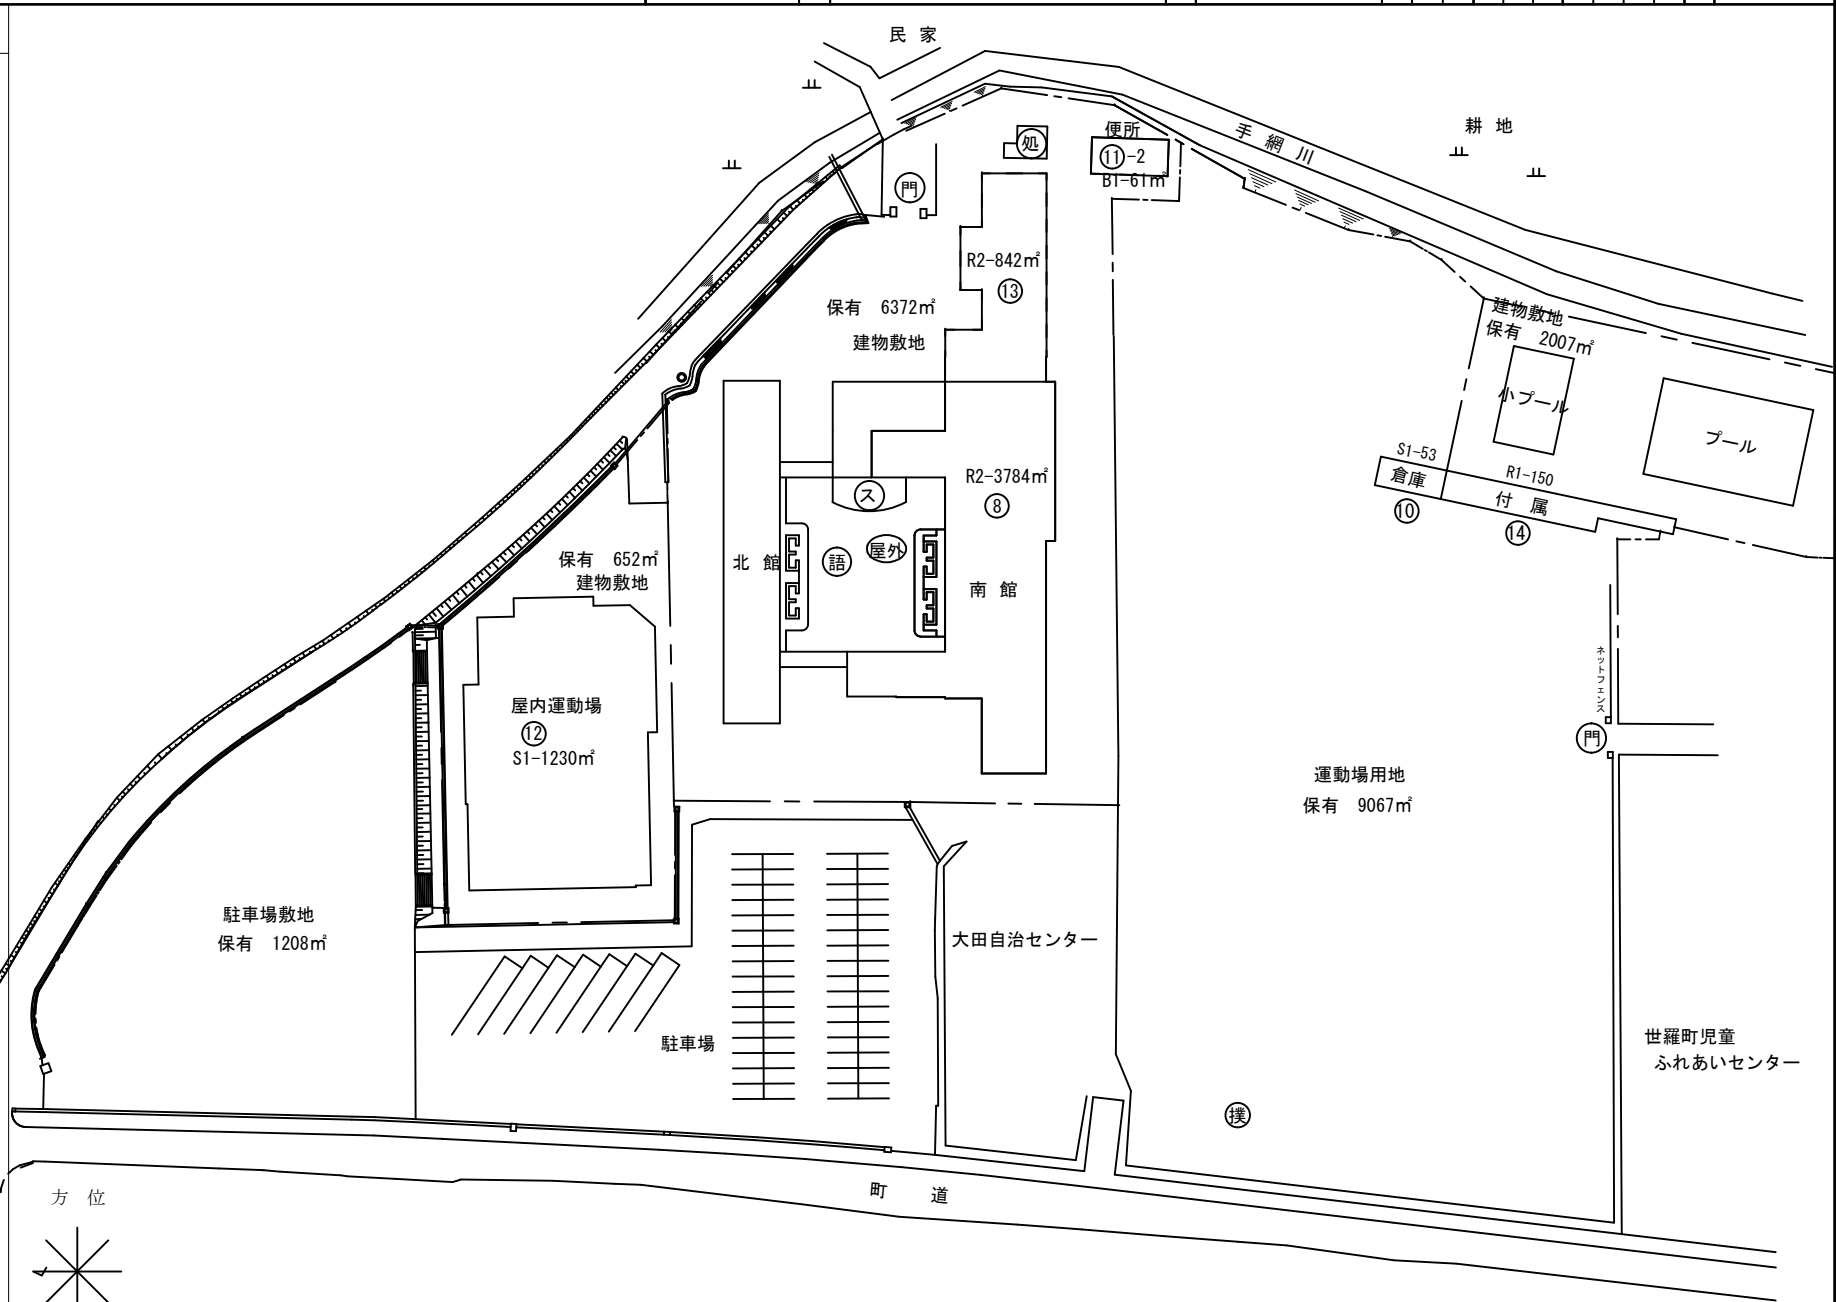 民 家
耕 地
手 網 川
便所
⑪-2
B1-61㎡
処
門
R2-842㎡
⑬
保有 6372㎡
建物敷地
建物敷地
保有 2007㎡
小プール
プール
S1-53
倉庫
⑩
R1-150
付 属
⑭
R2-3784㎡
⑧
ス
語
屋外
北 館
南 館
保有 652㎡
建物敷地
屋内運動場
⑫
S1-1230㎡
ネットフェンス
門
運動場用地
保有 9067㎡
駐車場敷地
保有 1208㎡
大田自治センター
駐車場
世羅町児童
ふれあいセンター
撲
町 道
方 位